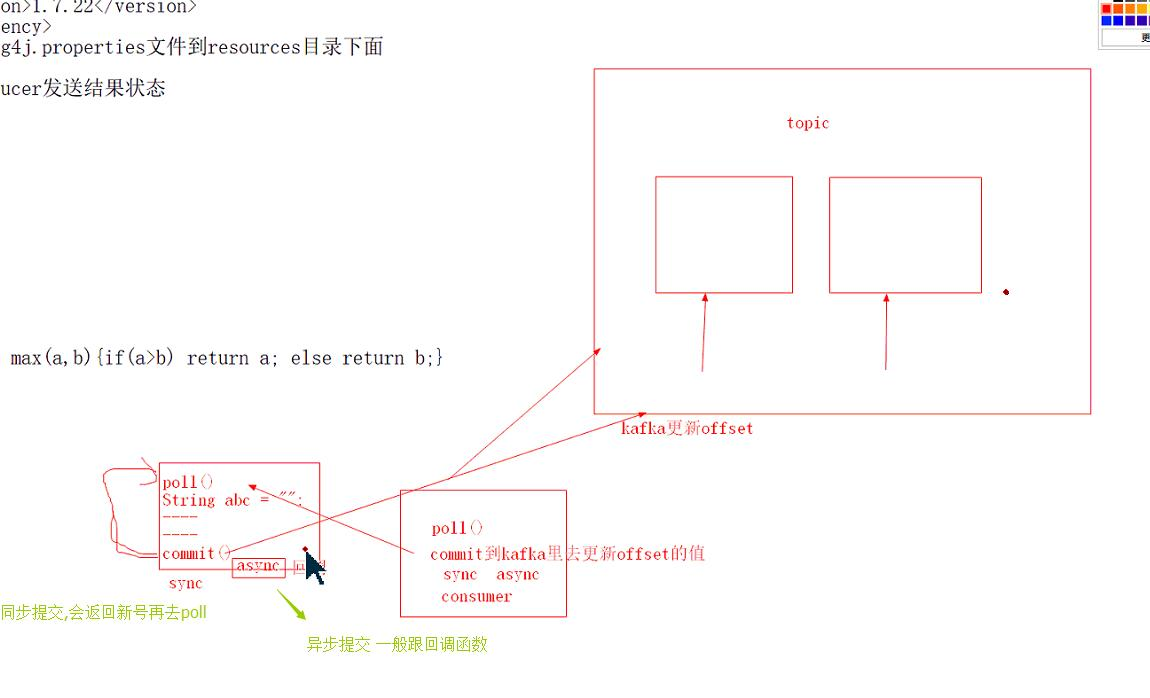 on>1.7.22</version>
ency>
g4j.properties文件到resources目录下面
更
ucer发送结果状态
topic
max(a,b){if(a>b) return a; else return b;}
kafka更新offset
poll()
String abc = "";
----
----
commit()
async
sync
poll()
commit到kafka里去更新offset的值
sync async
consumer
同步提交,会返回新号再去poll
异步提交 一般跟回调函数